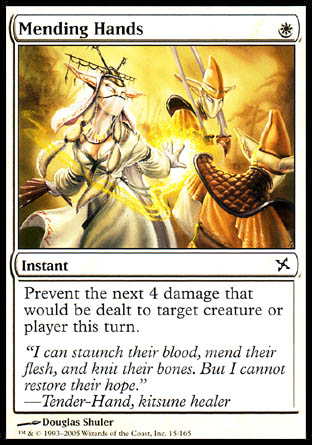 Mending Hands
Instant
Prevent the next 4 damage that
would be dealt to target creature or
player this turn.
"I can staunch their blood, mend their
flesh, and knit their bones. But I cannot
restore their hope."
—Tender-Hand, kitsune healer
Douglas Shuler
™ & © 1993–2005 Wizards of the Coast, Inc. 15/165